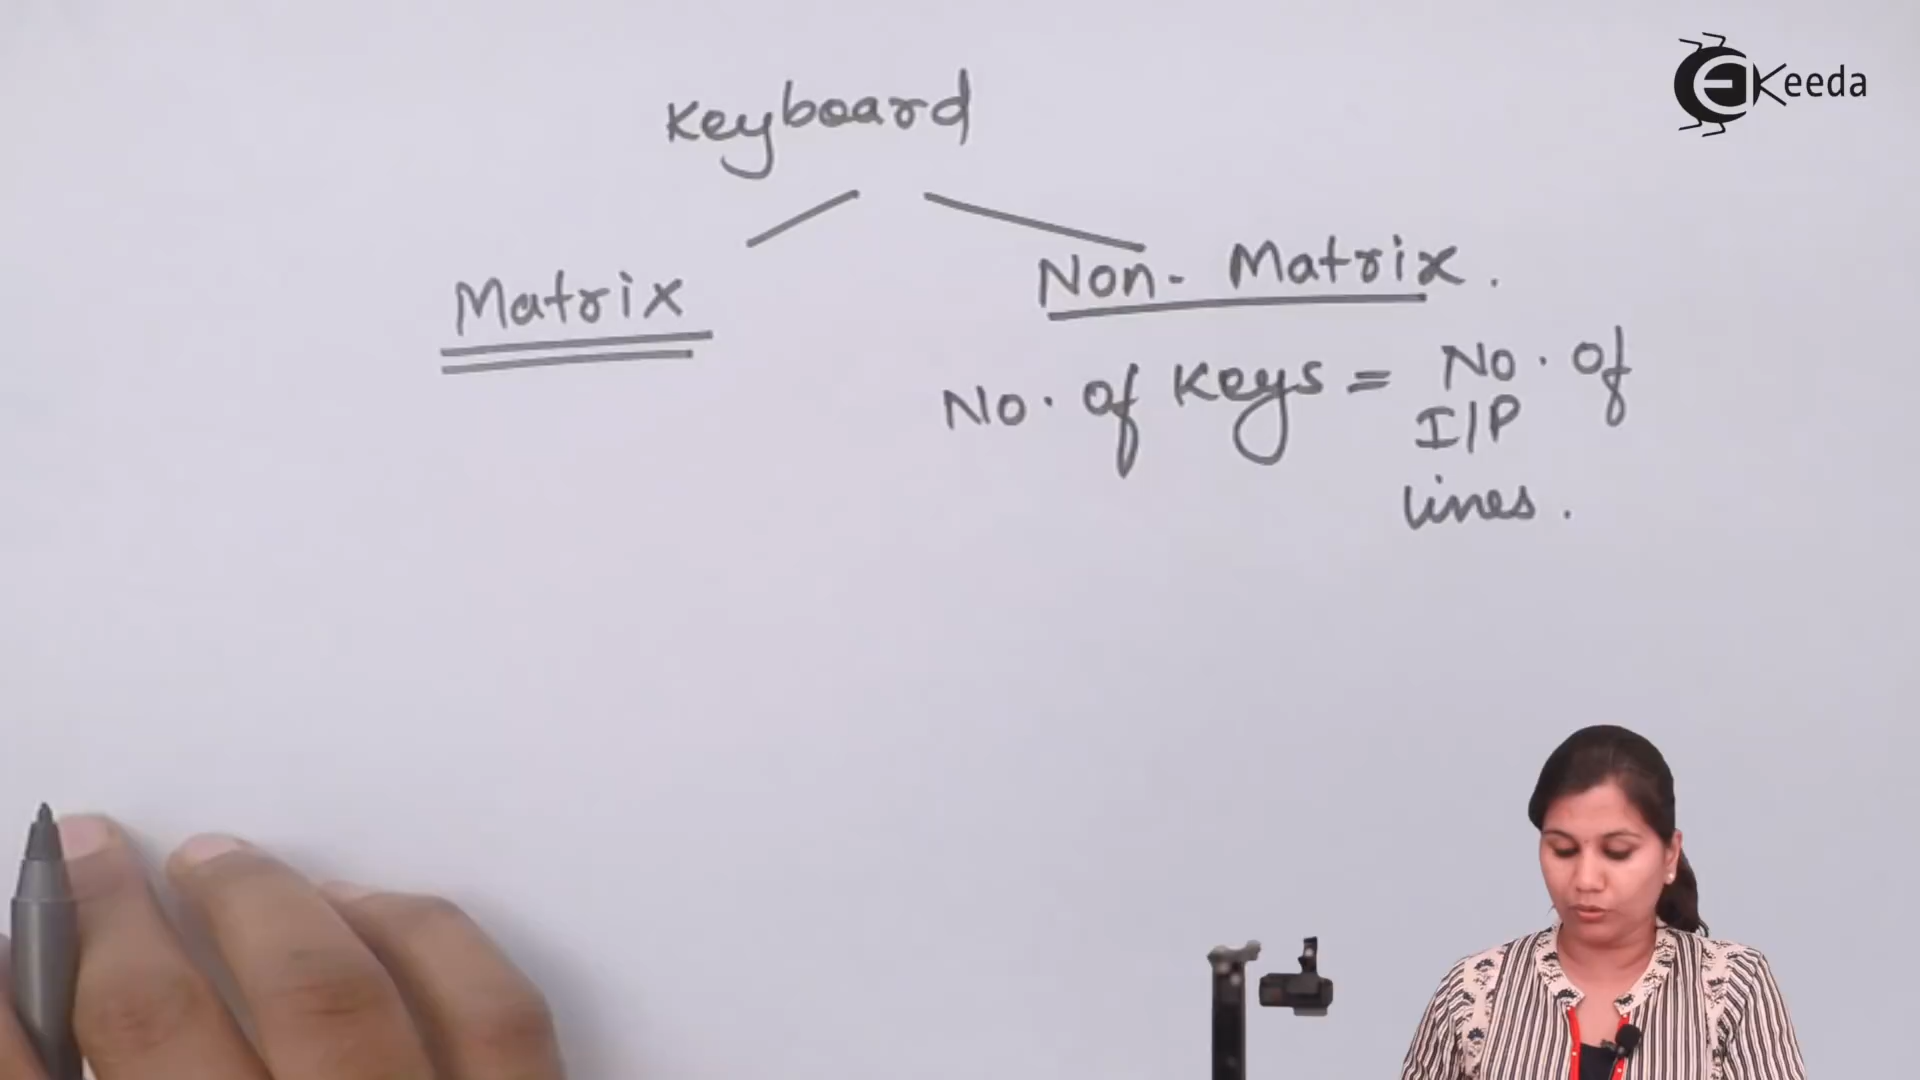 EKeeda
Keyboard
Matrix
Non- Matrix.
No. of Keys = No. of
I/P
lines.